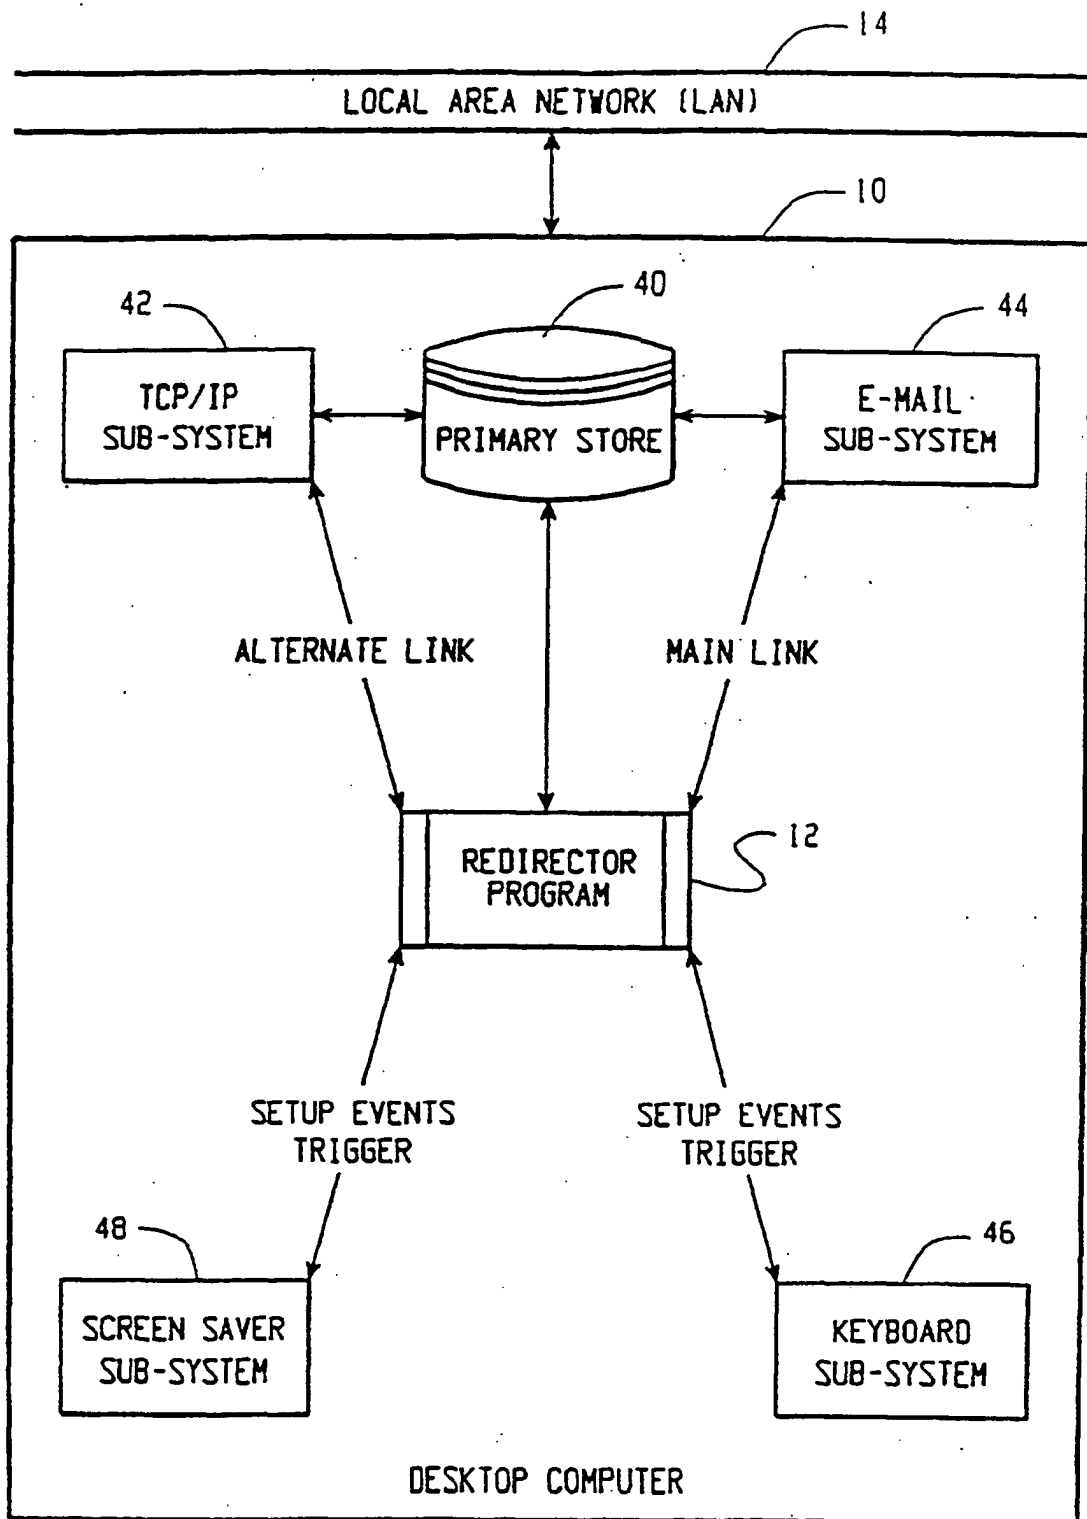 14
LOCAL AREA NETWORK (LAN)
10
42
40
44
TCP/IP
SUB-SYSTEM
PRIMARY STORE
E-MAIL
SUB-SYSTEM
ALTERNATE LINK
MAIN LINK
12
REDIRECTOR
PROGRAM
SETUP EVENTS
TRIGGER
SETUP EVENTS
TRIGGER
48
46
SCREEN SAVER
SUB-SYSTEM
KEYBOARD
SUB-SYSTEM
DESKTOP COMPUTER